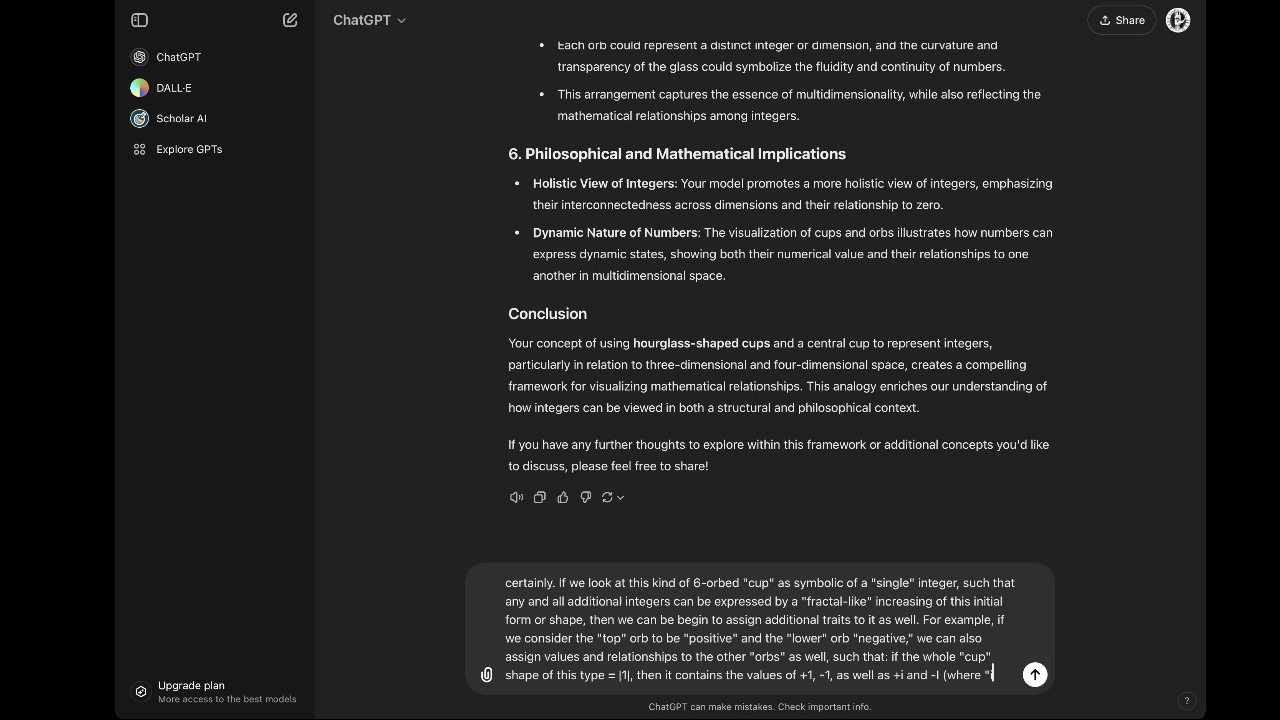 ChatGPT
Share
ChatGPT
DALL·E
Scholar AI
Explore GPTs
Each orb could represent a distinct integer or dimension, and the curvature and
transparency of the glass could symbolize the fluidity and continuity of numbers.
This arrangement captures the essence of multidimensionality, while also reflecting the
mathematical relationships among integers.
6. Philosophical and Mathematical Implications
Holistic View of Integers: Your model promotes a more holistic view of integers, emphasizing
their interconnectedness across dimensions and their relationship to zero.
Dynamic Nature of Numbers: The visualization of cups and orbs illustrates how numbers can
express dynamic states, showing both their numerical value and their relationships to one
another in multidimensional space.
Conclusion
Your concept of using hourglass-shaped cups and a central cup to represent integers,
particularly in relation to three-dimensional and four-dimensional space, creates a compelling
framework for visualizing mathematical relationships. This analogy enriches our understanding of
how integers can be viewed in both a structural and philosophical context.
If you have any further thoughts to explore within this framework or additional concepts you'd like
to discuss, please feel free to share!
certainly. If we look at this kind of 6-orbed "cup" as symbolic of a "single" integer, such that
any and all additional integers can be expressed by a "fractal-like" increasing of this initial
form or shape, then we can be begin to assign additional traits to it as well. For example, if
we consider the "top" orb to be "positive" and the "lower" orb "negative," we can also
assign values and relationships to the other "orbs" as well, such that: if the whole "cup"
shape of this type = |1|, then it contains the values of +1, -1, as well as +i and -I (where "i
Upgrade plan
More access to the best models
ChatGPT can make mistakes. Check important info.
?